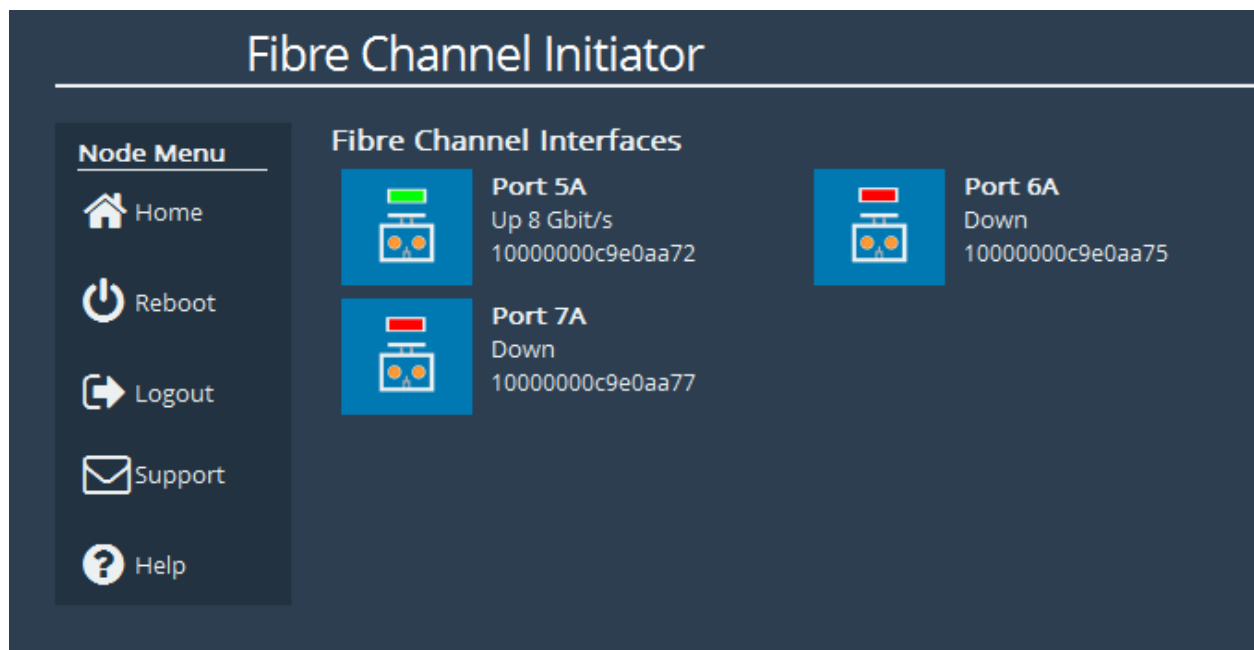 Fibre Channel Initiator
Node Menu
Home
Reboot
Logout
Support
Help
Fibre Channel Interfaces
Port 5A
Up 8 Gbit/s
10000000c9e0aa72
Port 6A
Down
10000000c9e0aa75
Port 7A
Down
10000000c9e0aa77